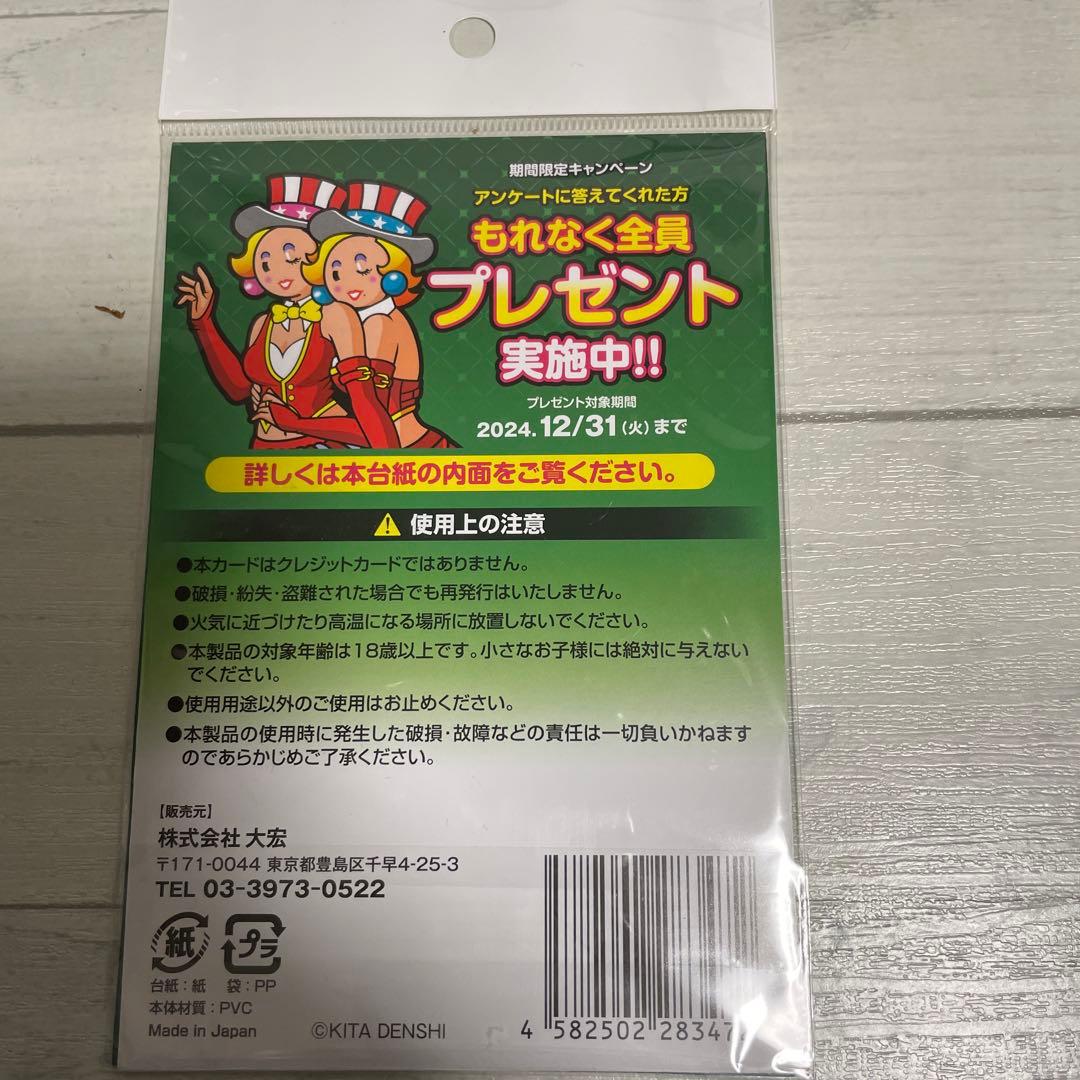 期間限定キャンペーン
アンケートに答えてくれた方
もれなく全員
プレゼント
実施中!!
プレゼント対象期間
2024.12/31(火)まで
詳しくは本台紙の内面をご覧ください。
使用上の注意
●本カードはクレジットカードではありません。
●破損・紛失・盗難された場合でも再発行はいたしません。
●火気に近づけたり高温になる場所に放置しないでください。
●本製品の対象年齢は18歳以上です。小さなお子様には絶対に与えない
でください。
●使用用途以外のご使用はお止めください。
●本製品の使用時に発生した破損・故障などの責任は一切負いかねます
のであらかじめご了承ください。
【販売元】
株式会社 大宏
〒171-0044 東京都豊島区千早4-25-3
TEL 03-3973-0522
紙 プラ
台紙：紙 袋：PP
本体材質：PVC
Made in Japan
©KITA DENSHI
4 582502 28347